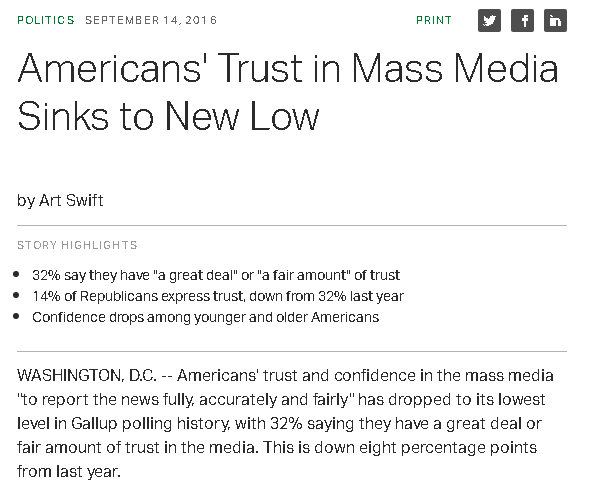 POLITICS SEPTEMBER 14, 2016 PRINT
Americans' Trust in Mass Media
Sinks to New Low
by Art Swift
STORY HIGHLIGHTS
• 32% say they have "a great deal" or "a fair amount" of trust
• 14% of Republicans express trust, down from 32% last year
• Confidence drops among younger and older Americans
WASHINGTON, D.C. -- Americans' trust and confidence in the mass media
"to report the news fully, accurately and fairly" has dropped to its lowest
level in Gallup polling history, with 32% saying they have a great deal or
fair amount of trust in the media. This is down eight percentage points
from last year.